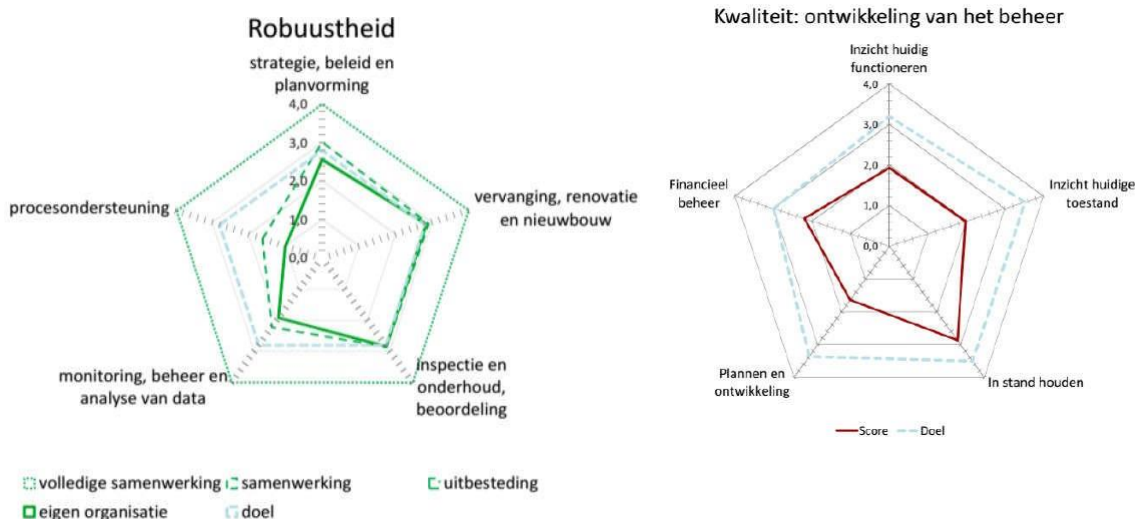 Robuustheid
strategie, beleid en
planvorming
4,0
3,0
2,0
1,0
0,0
procesondersteuning
vervanging, renovatie
en nieuwbouw
monitoring, beheer en
analyse van data
inspectie en
onderhoud,
beoordeling
volledige samenwerking
samenwerking
uitbesteding
eigen organisatie
doel
Kwaliteit: ontwikkeling van het beheer
Inzicht huidig
functioneren
4,0
3,0
2,0
1,0
0,0
Financieel
beheer
Inzicht huidige
toestand
Plannen en
ontwikkeling
In stand houden
Score
Doel